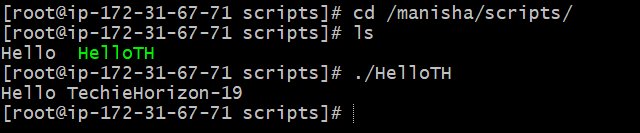 [root@ip-172-31-67-71 scripts]# cd /manisha/scripts/
[root@ip-172-31-67-71 scripts]# ls
Hello  HelloTH
[root@ip-172-31-67-71 scripts]# ./HelloTH
Hello TechieHorizon-19
[root@ip-172-31-67-71 scripts]#